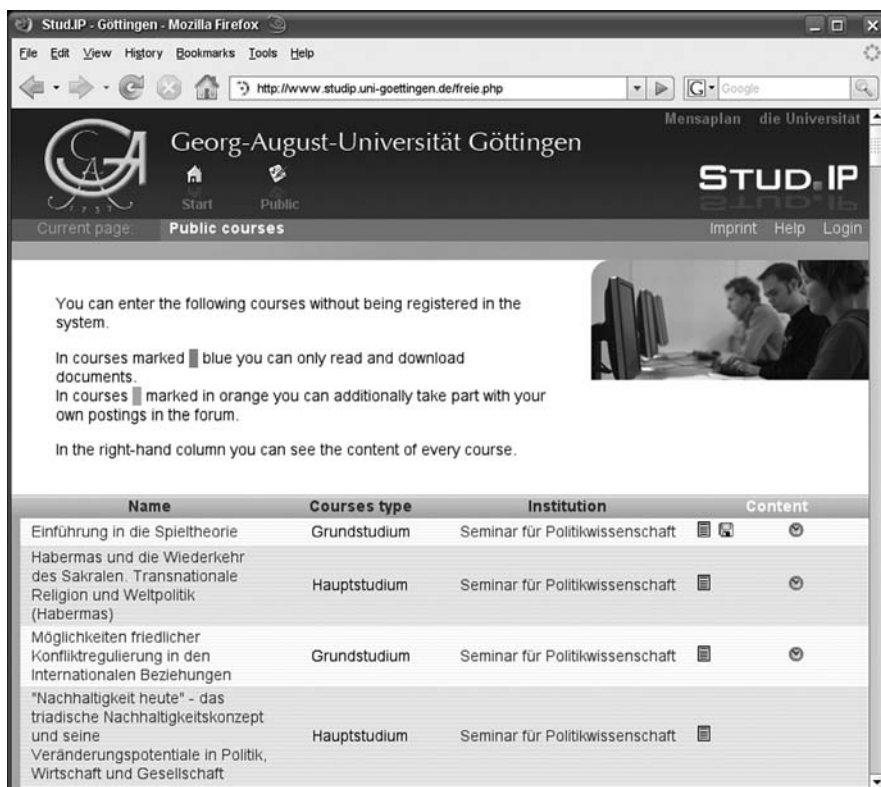 Stud.IP - Göttingen - Mozilla Firefox
File Edit View History Bookmarks Tools Help
http://www.studip.uni-goettingen.de/freie.php G Google
Mensaplan die Universität
Georg-August-Universität Göttingen
GAA
1737
Start Public
STUD.IP
Current page: Public courses Imprint Help Login
You can enter the following courses without being registered in the
system.
In courses marked blue you can only read and download
documents.
In courses marked in orange you can additionally take part with your
own postings in the forum.
In the right-hand column you can see the content of every course.
Name Courses type Institution Content
Einführung in die Spieltheorie Grundstudium Seminar für Politikwissenschaft
Habermas und die Wiederkehr
des Sakralen. Transnationale
Religion und Weltpolitik
(Habermas)
Hauptstudium Seminar für Politikwissenschaft
Möglichkeiten friedlicher
Konfliktregulierung in den
Internationalen Beziehungen
Grundstudium Seminar für Politikwissenschaft
"Nachhaltigkeit heute" - das
triadische Nachhaltigkeitskonzept
und seine
Veränderungspotentiale in Politik,
Wirtschaft und Gesellschaft
Hauptstudium Seminar für Politikwissenschaft